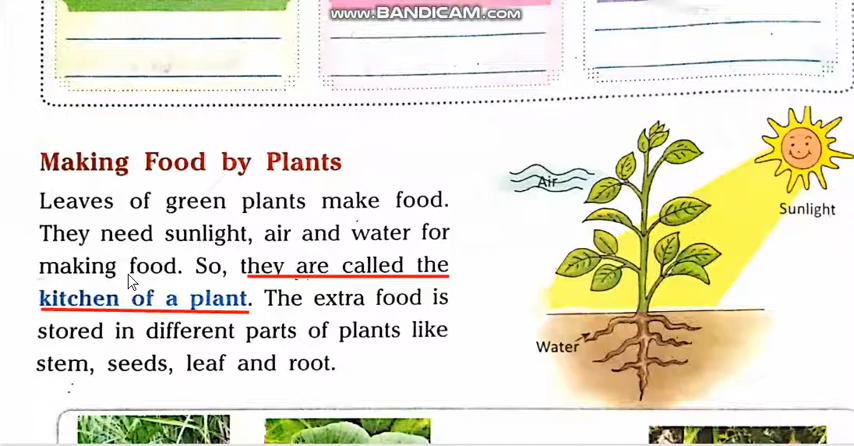 www.BANDICAM.com
Making Food by Plants
Leaves of green plants make food.
They need sunlight, air and water for
making food. So, they are called the
kitchen of a plant. The extra food is
stored in different parts of plants like
stem, seeds, leaf and root.
Air
Sunlight
Water